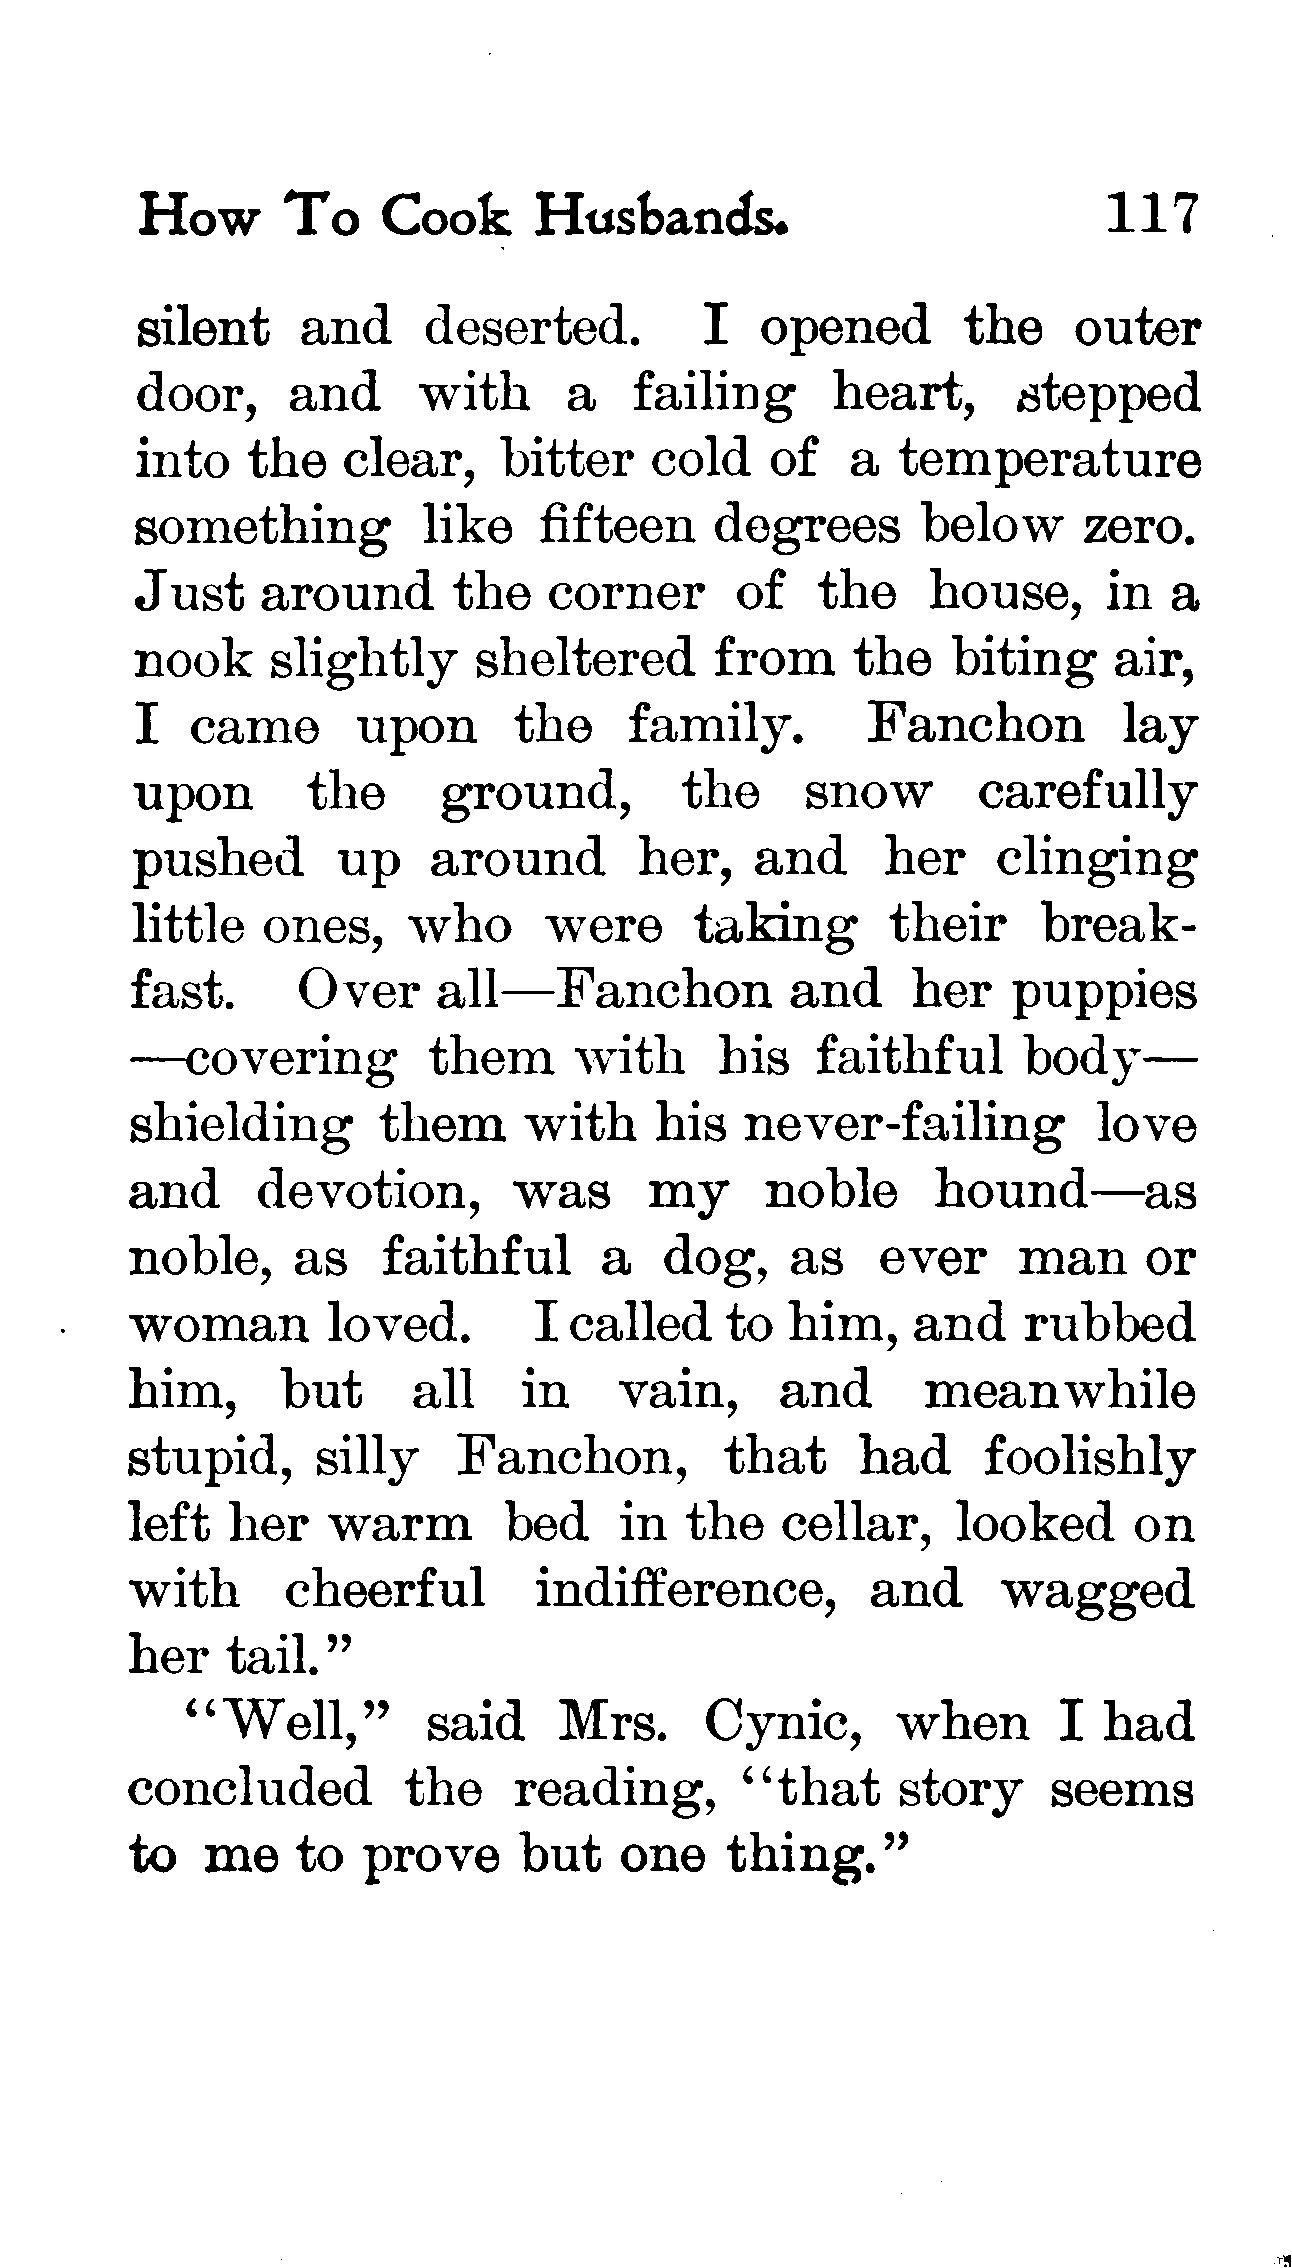 How To Cook Husbands. 117
silent and deserted. I opened the outer
door, and with a failing heart, stepped
into the clear, bitter cold of a temperature
something like fifteen degrees below zero.
Just around the corner of the house, in a
nook slightly sheltered from the biting air,
I came upon the family. Fanchon lay
upon the ground, the snow carefully
pushed up around her, and her clinging
little ones, who were taking their break-
fast. Over all—Fanchon and her puppies
—covering them with his faithful body—
shielding them with his never-failing love
and devotion, was my noble hound—as
noble, as faithful a dog, as ever man or
woman loved. I called to him, and rubbed
him, but all in vain, and meanwhile
stupid, silly Fanchon, that had foolishly
left her warm bed in the cellar, looked on
with cheerful indifference, and wagged
her tail.”
“Well,” said Mrs. Cynic, when I had
concluded the reading, “that story seems
to me to prove but one thing.”